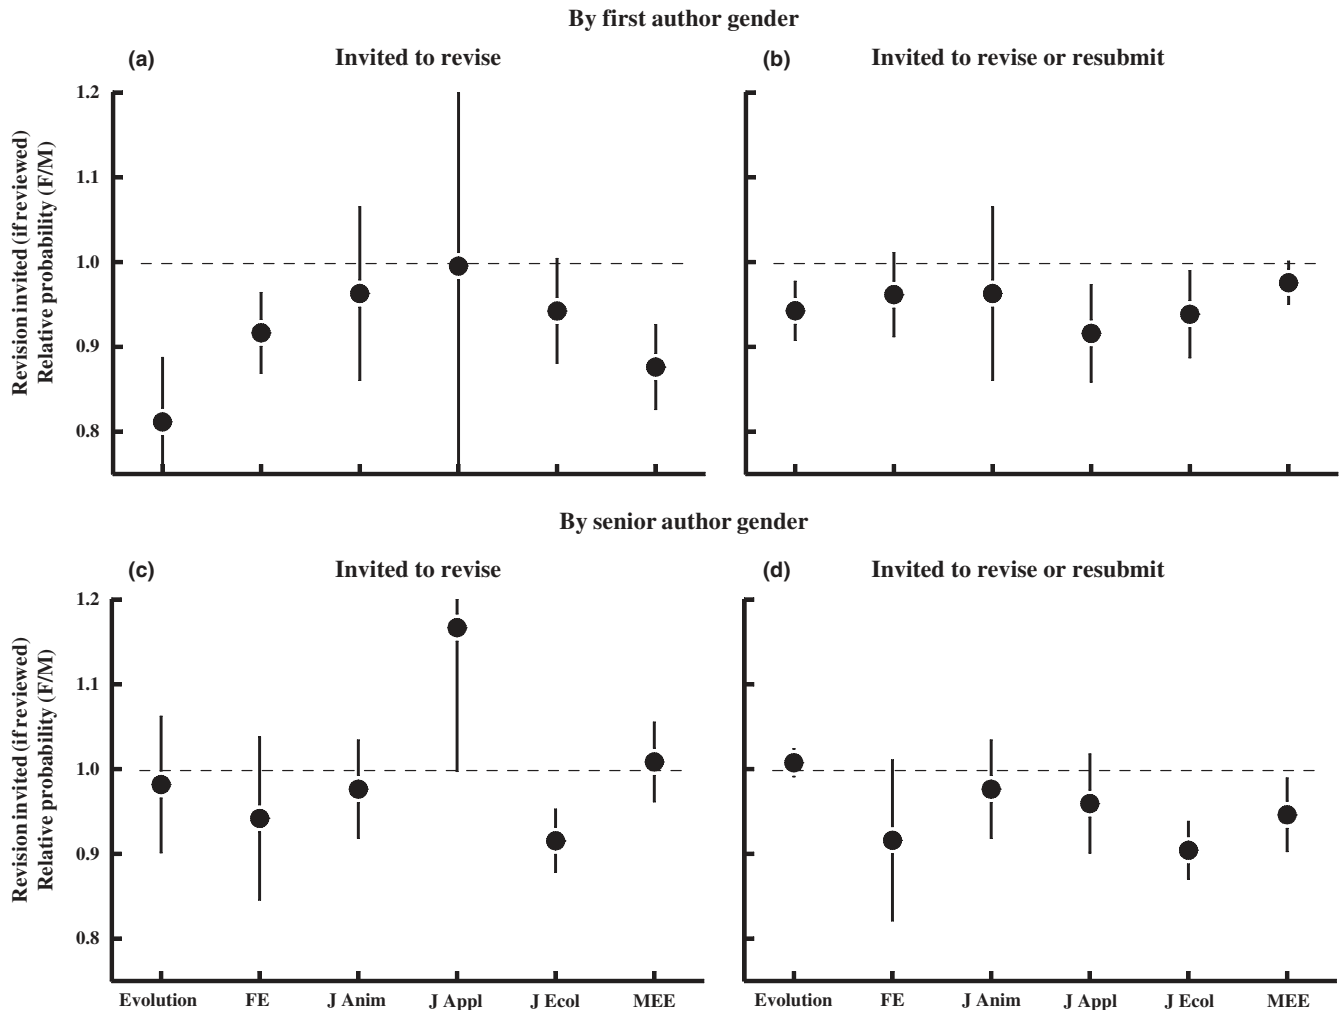 By first author gender
(a) Invited to revise
(b) Invited to revise or resubmit
Revision invited (if reviewed)
Relative probability (F/M)
1.2
1.1
1.0
0.9
0.8
By senior author gender
(c) Invited to revise
(d) Invited to revise or resubmit
Revision invited (if reviewed)
Relative probability (F/M)
1.2
1.1
1.0
0.9
0.8
Evolution FE J Anim J Appl J Ecol MEE
Evolution FE J Anim J Appl J Ecol MEE